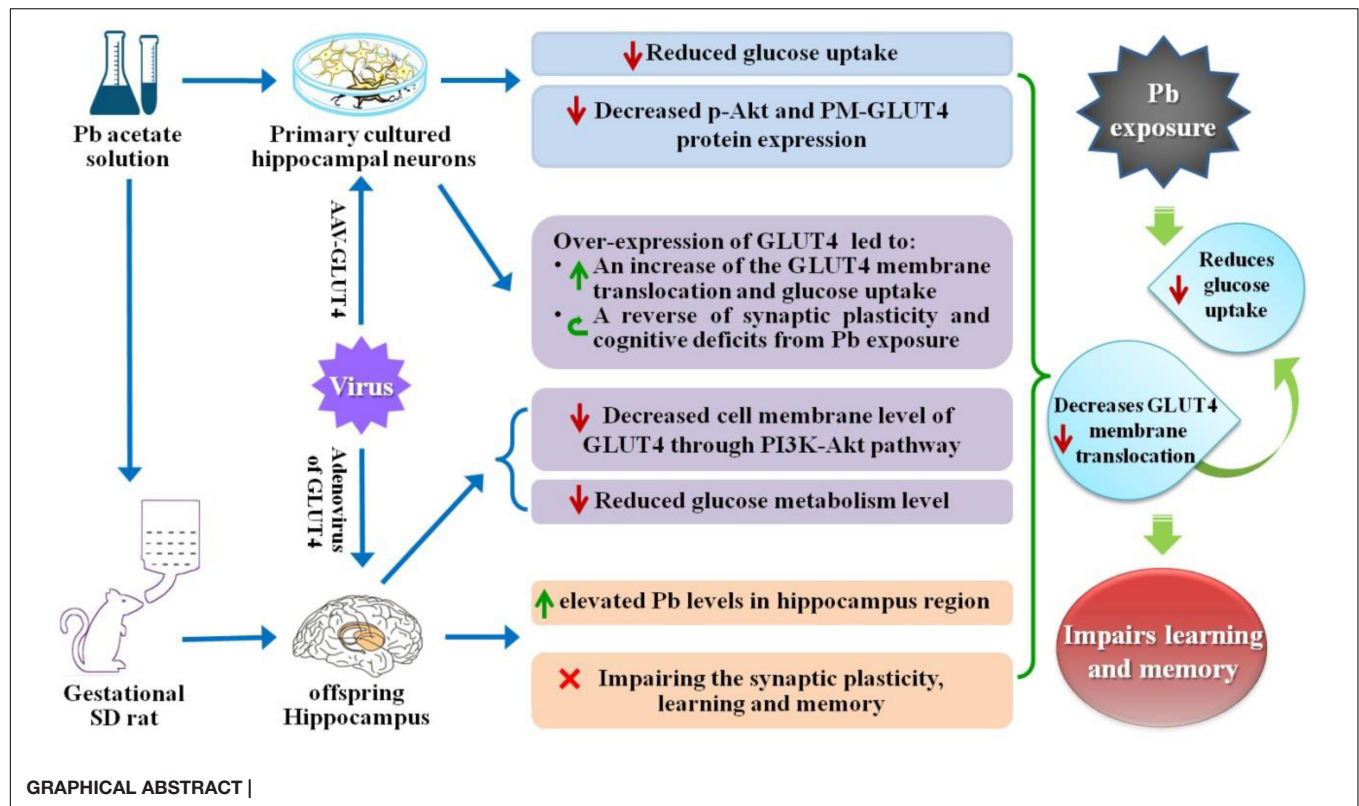 Pb acetate
solution
Primary cultured
hippocampal neurons
Reduced glucose uptake
Decreased p-Akt and PM-GLUT4
protein expression
AAV-GLUT4
Over-expression of GLUT4 led to:
• An increase of the GLUT4 membrane
translocation and glucose uptake
• A reverse of synaptic plasticity and
cognitive deficits from Pb exposure
Virus
Adenovirus
of GLUT4
Decreased cell membrane level of
GLUT4 through PI3K-Akt pathway
Reduced glucose metabolism level
Gestational
SD rat
offspring
Hippocampus
elevated Pb levels in hippocampus region
Impairing the synaptic plasticity,
learning and memory
Pb
exposure
Reduces
glucose
uptake
Decreases GLUT4
membrane
translocation
Impairs learning
and memory
GRAPHICAL ABSTRACT |